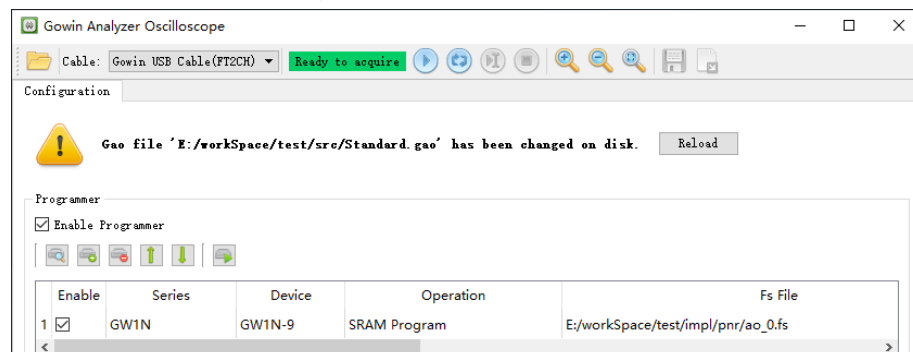 Gowin Analyzer Oscilloscope
Cable: Gowin USB Cable(FT2CH) Ready to acquire
Configuration
Gao file 'E:/workSpace/test/src/Standard.gao' has been changed on disk. Reload
Programmer
Enable Programmer
Enable Series Device Operation Fs File
1 GW1N GW1N-9 SRAM Program E:/workSpace/test/impl/pnr/ao_0.fs